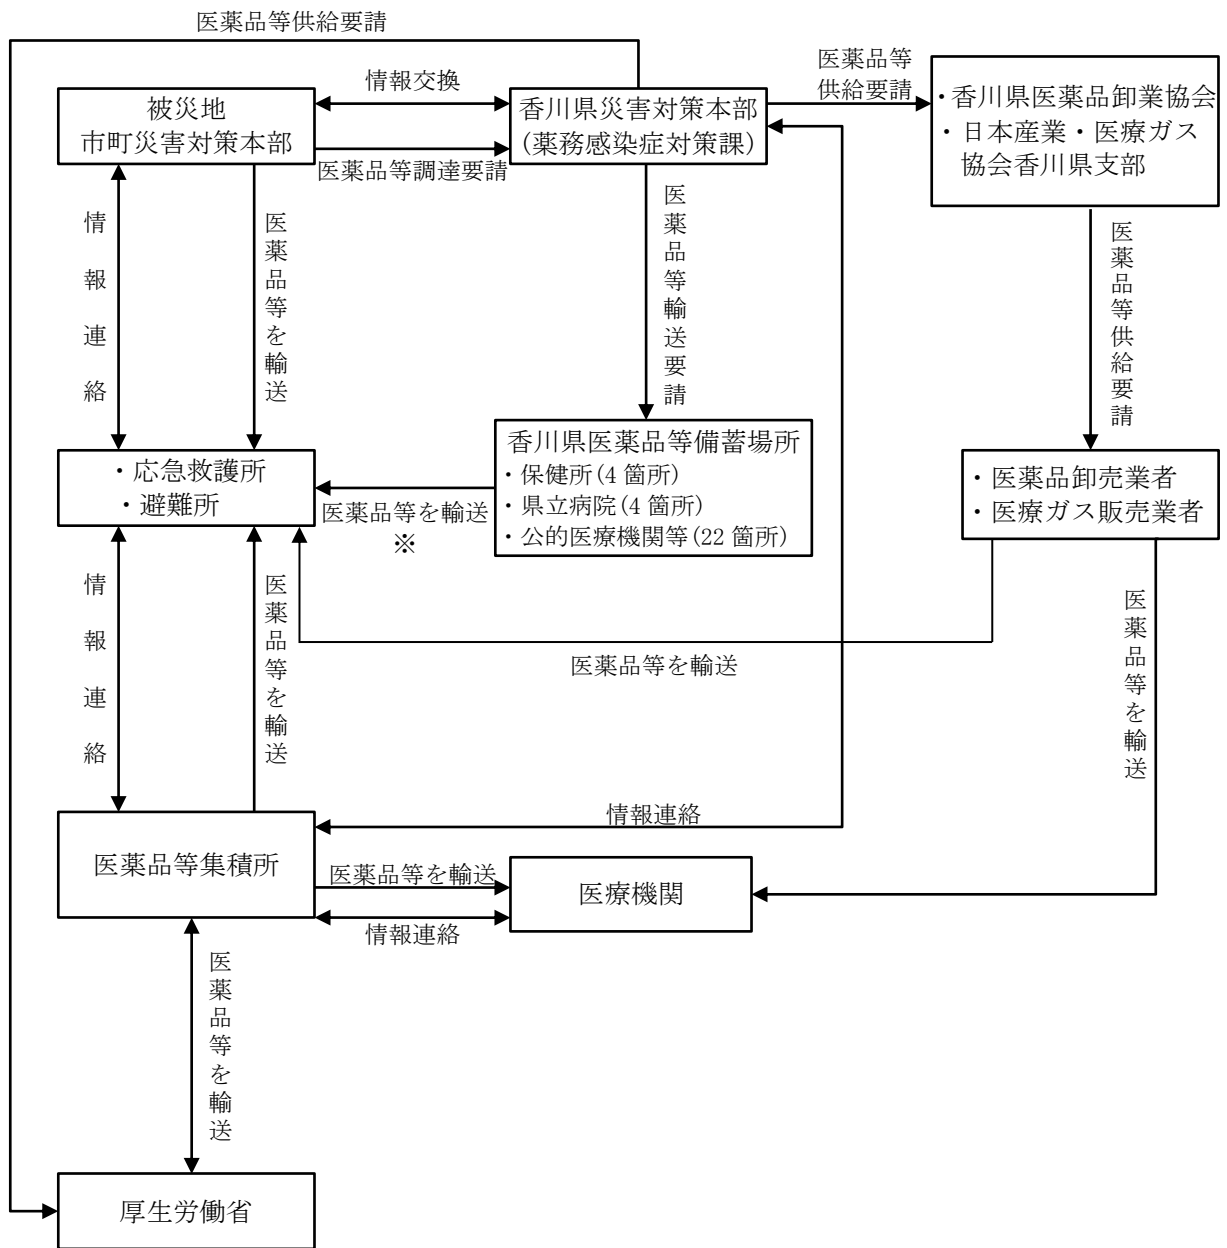 医薬品等供給要請
情報交換
医薬品等
供給要請
被災地
市町災害対策本部
香川県災害対策本部
(薬務感染症対策課)
・香川県医薬品卸業協会
・日本産業・医療ガス
協会香川県支部
医薬品等調達要請
情報連絡
医薬品等を輸送
医薬品等輸送要請
医薬品等供給要請
・応急救護所
・避難所
医薬品等を輸送
※
香川県医薬品等備蓄場所
・保健所(4 箇所)
・県立病院(4 箇所)
・公的医療機関等(22 箇所)
・医薬品卸売業者
・医療ガス販売業者
情報連絡
医薬品等を輸送
医薬品等を輸送
医薬品等を輸送
情報連絡
医薬品等集積所
医薬品等を輸送
情報連絡
医療機関
医薬品等を輸送
厚生労働省